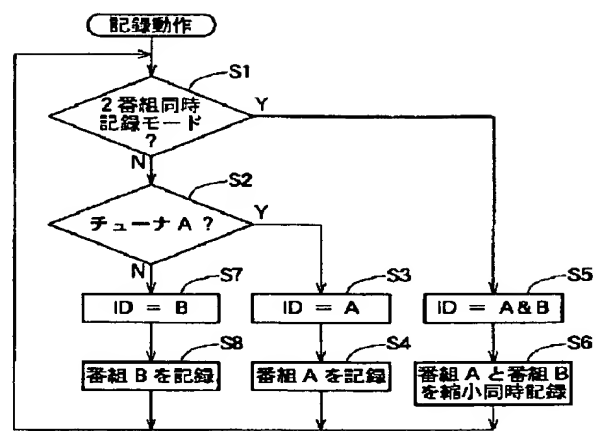 記録動作
S1
2番組同時
記録モード
?
Y
N
S2
チューナA?
Y
N
S7
ID = B
S3
ID = A
S5
ID = A&B
S8
番組Bを記録
S4
番組Aを記録
S6
番組Aと番組B
を縮小同時記録